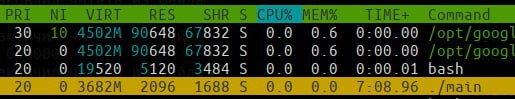 PRI NI VIRT RES SHR S CPU% MEM% TIME+ Command
30 10 4502M 90648 67832 S 0.0 0.6 0:00.00 /opt/googl
20 0 4502M 90648 67832 S 0.0 0.6 0:00.00 /opt/googl
20 0 19520 5120 3484 S 0.0 0.0 0:00.01 bash
20 0 3682M 2096 1688 S 0.0 0.0 7:08.96 ./main